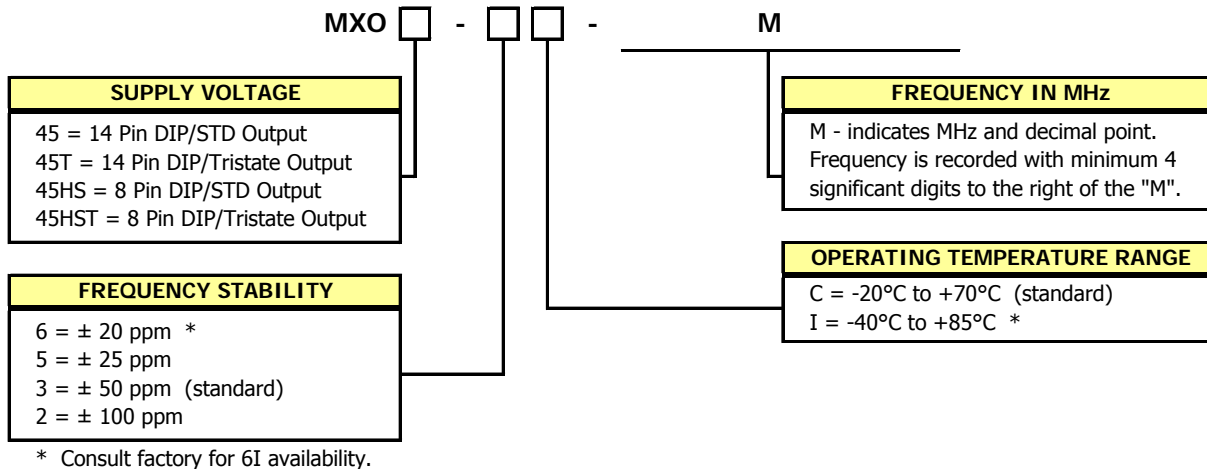 MXO - - M
SUPPLY VOLTAGE
45 = 14 Pin DIP/STD Output
45T = 14 Pin DIP/Tristate Output
45HS = 8 Pin DIP/STD Output
45HST = 8 Pin DIP/Tristate Output
FREQUENCY IN MHz
M - indicates MHz and decimal point.
Frequency is recorded with minimum 4
significant digits to the right of the "M".
FREQUENCY STABILITY
6 = ± 20 ppm *
5 = ± 25 ppm
3 = ± 50 ppm (standard)
2 = ± 100 ppm
OPERATING TEMPERATURE RANGE
C = -20°C to +70°C (standard)
I = -40°C to +85°C *
* Consult factory for 6I availability.